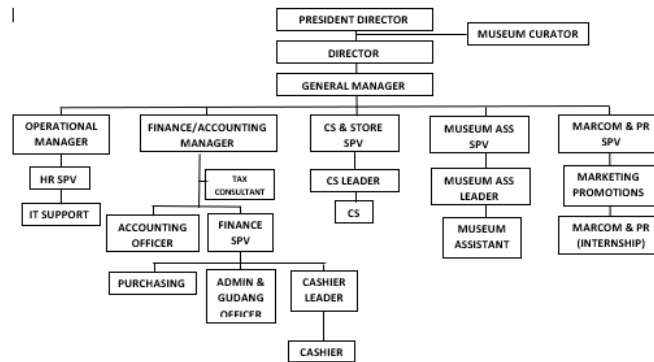 PRESIDENT DIRECTOR
MUSEUM CURATOR
DIRECTOR
GENERAL MANAGER
OPERATIONAL
MANAGER
FINANCE/ACCOUNTING
MANAGER
CS & STORE
SPV
MUSEUM ASS
SPV
MARCOM & PR
SPV
HR SPV
TAX
CONSULTANT
CS LEADER
MUSEUM ASS
LEADER
MARKETING
PROMOTIONS
IT SUPPORT
ACCOUNTING
OFFICER
FINANCE
SPV
CS
MUSEUM
ASSISTANT
MARCOM & PR
(INTERNSHIP)
PURCHASING
ADMIN &
GUDANG
OFFICER
CASHIER
LEADER
CASHIER